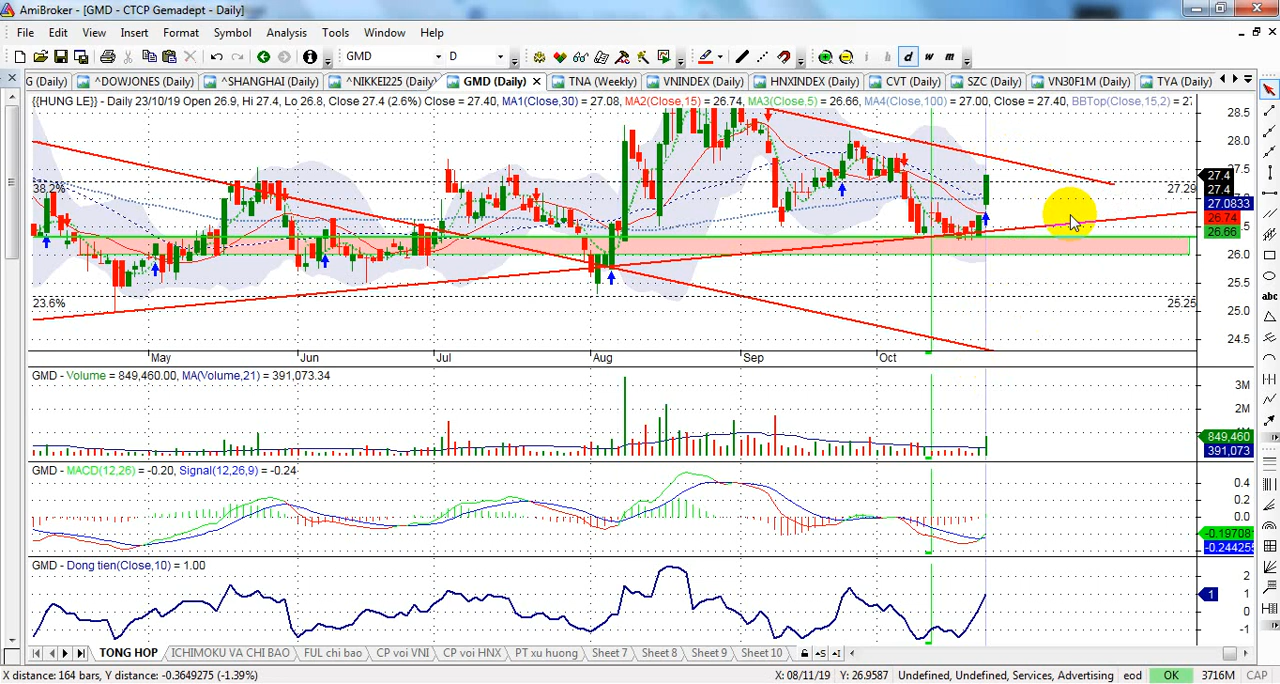 AmiBroker - [GMD - CTCP Gemadept - Daily]
File Edit View Insert Format Symbol Analysis Tools Window Help
GMD D i h d w m
G (Daily) ^DOWJONES (Daily) ^SHANGHAI (Daily) ^NIKKEI225 (Daily) GMD (Daily) TNA (Weekly) VNINDEX (Daily) HNXINDEX (Daily) CVT (Daily) SZC (Daily) VN30F1M (Daily) TYA (Daily)
{{HUNG LE}} - Daily 23/10/19 Open 26.9, Hi 27.4, Lo 26.8, Close 27.4 (2.6%) Close = 27.40, MA1(Close,30) = 27.08, MA2(Close,15) = 26.74, MA3(Close,5) = 26.66, MA4(Close,100) = 27.00, Close = 27.40, BBTop(Close,15,2) = 27
28.5
28.0
27.5
27.4
38.2% 27.29 27.4
27.0833
26.74
26.66
26.0
25.5
23.6% 25.25
25.0
24.5
May Jun Jul Aug Sep Oct
GMD - Volume = 849,460.00, MA(Volume,21) = 391,073.34
3M
2M
849,460
391,073
GMD - MACD(12,26) = -0.20, Signal(12,26,9) = -0.24
0.4
0.2
0.0
-0.19708
-0.244255
GMD - Dong tien(Close,10) = 1.00
2
1
0
-1
TONG HOP ICHIMOKU VA CHI BAO FUL chi bao CP voi VNI CP voi HNX PT xu huong Sheet 7 Sheet 8 Sheet 9 Sheet 10
X distance: 164 bars, Y distance: -0.3649275 (-1.39%) X: 08/11/19 Y: 26.9587 Undefined, Undefined, Services, Advertising eod OK 3716M CAP
abc